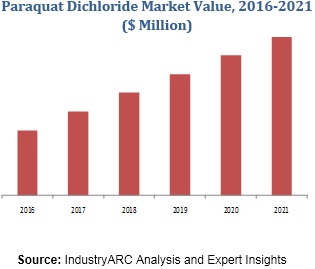 Paraquat Dichloride Market Value, 2016-2021
($ Million)
2016 2017 2018 2019 2020 2021
Source: IndustryARC Analysis and Expert Insights